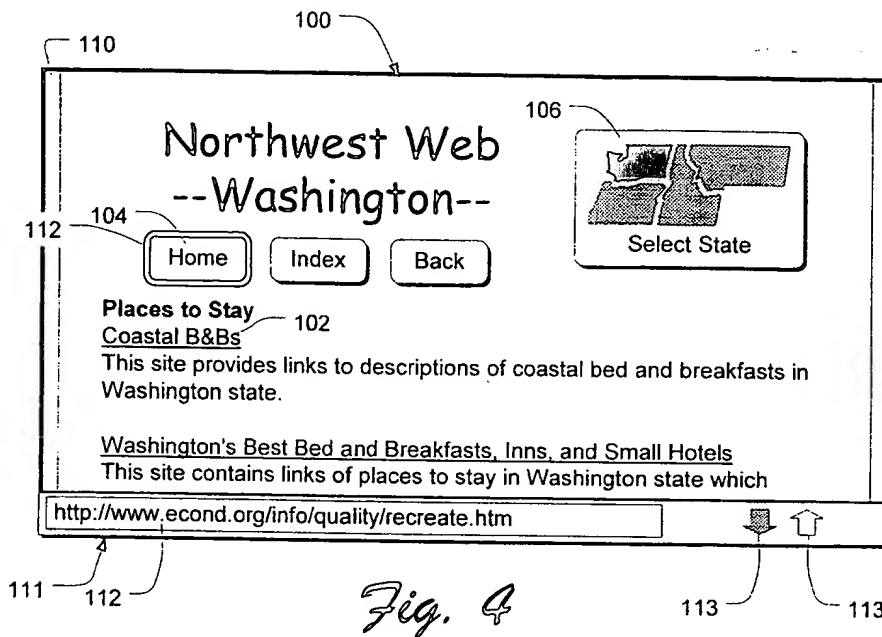 100
110
106
Northwest Web
--Washington--
104
112
Home
Index
Back
Select State
Places to Stay
Coastal B&Bs
102
This site provides links to descriptions of coastal bed and breakfasts in
Washington state.
Washington's Best Bed and Breakfasts, Inns, and Small Hotels
This site contains links of places to stay in Washington state which
http://www.econd.org/info/quality/recreate.htm
111
112
113
113
Fig. 4